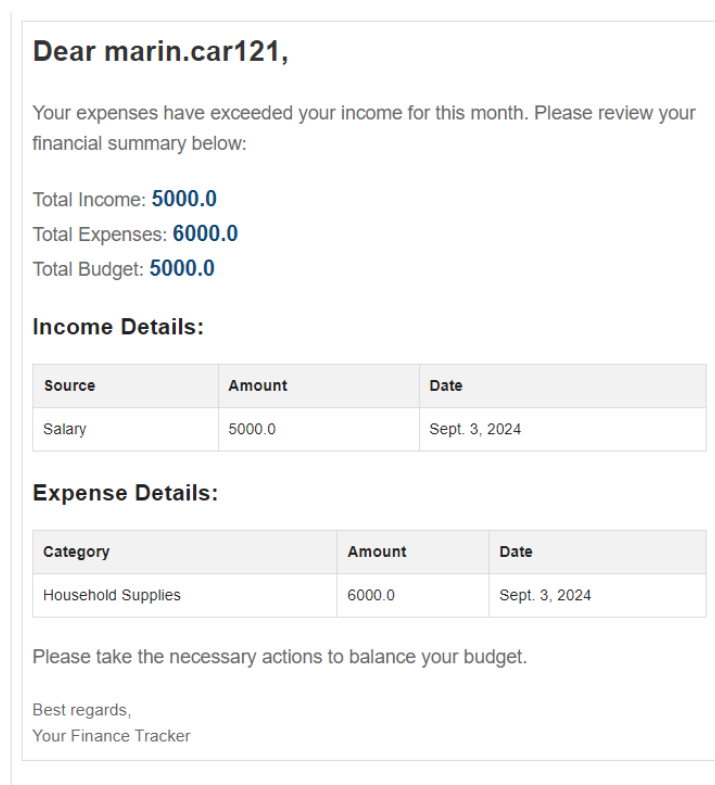 Dear marin.car121,
Your expenses have exceeded your income for this month. Please review your
financial summary below:
Total Income: 5000.0
Total Expenses: 6000.0
Total Budget: 5000.0
Income Details:
Source Amount Date
Salary 5000.0 Sept. 3, 2024
Expense Details:
Category Amount Date
Household Supplies 6000.0 Sept. 3, 2024
Please take the necessary actions to balance your budget.
Best regards,
Your Finance Tracker